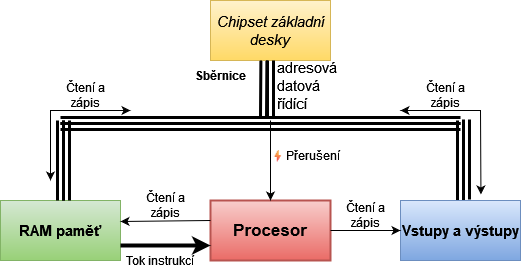 Chipset základní
desky
Sběrnice
adresová
datová
řídící
Čtení a
zápis
Čtení a
zápis
Přerušení
Čtení a
zápis
Čtení a
zápis
RAM paměť
Procesor
Vstupy a výstupy
Tok instrukcí